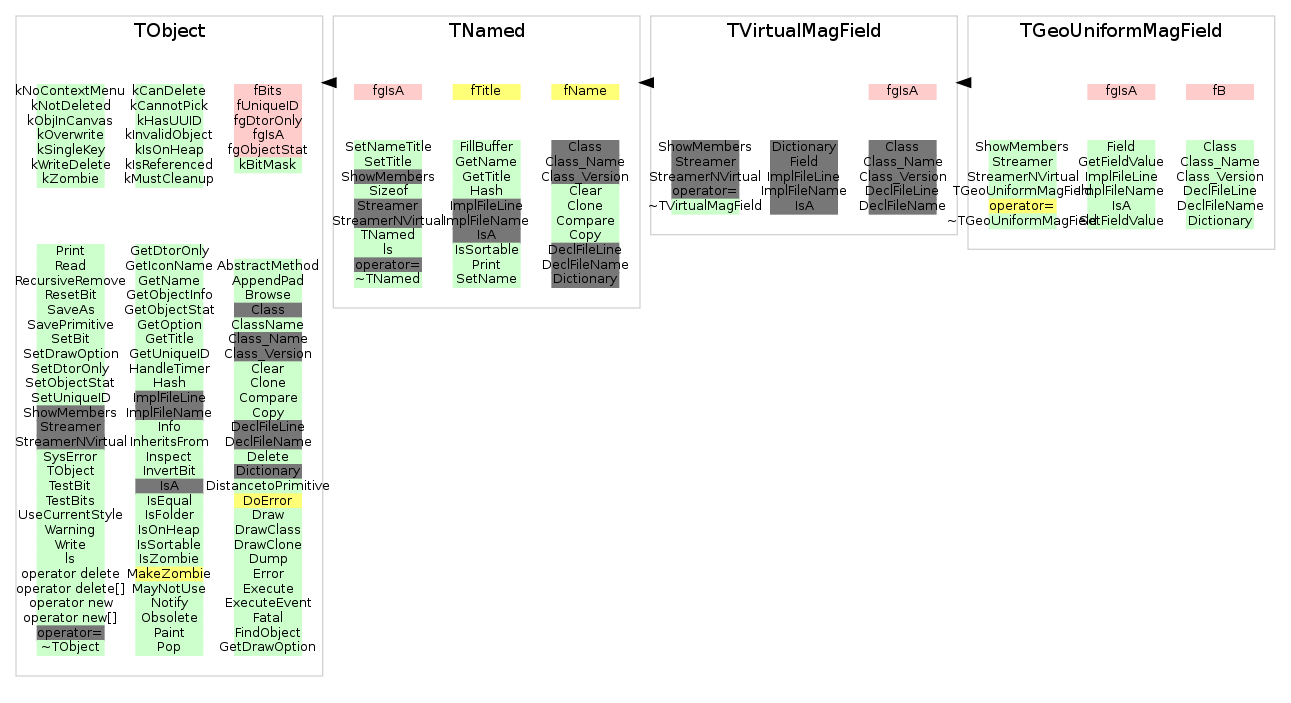 TObject
kNoContextMenu kCanDelete fBits
kNotDeleted kCannotPick fUniqueID
kObjInCanvas kHasUUID fgDtorOnly
kOverwrite kInvalidObject fgIsA
kSingleKey kIsOnHeap fgObjectStat
kWriteDelete kIsReferenced kBitMask
kZombie kMustCleanup
Print GetDtorOnly
Read GetIconName AbstractMethod
RecursiveRemove GetName AppendPad
ResetBit GetObjectInfo Browse
SaveAs GetObjectStat Class
SavePrimitive GetOption ClassName
SetBit GetTitle Class_Name
SetDrawOption GetUniqueID Class_Version
SetDtorOnly HandleTimer Clear
SetObjectStat Hash Clone
SetUniqueID ImplFileLine Compare
ShowMembers ImplFileName Copy
Streamer Info DeclFileLine
StreamerNVirtual InheritsFrom DeclFileName
SysError Inspect Delete
TObject InvertBit Dictionary
TestBit IsA DistancetoPrimitive
TestBits IsEqual DoError
UseCurrentStyle IsFolder Draw
Warning IsOnHeap DrawClass
Write IsSortable DrawClone
ls IsZombie Dump
operator delete MakeZombie Error
operator delete[] MayNotUse Execute
operator new Notify ExecuteEvent
operator new[] Obsolete Fatal
operator= Paint FindObject
~TObject Pop GetDrawOption
TNamed
fgIsA fTitle fName
SetNameTitle FillBuffer Class
SetTitle GetName Class_Name
ShowMembers GetTitle Class_Version
Sizeof Hash Clear
Streamer ImplFileLine Clone
StreamerNVirtual ImplFileName Compare
TNamed IsA Copy
ls IsSortable DeclFileLine
operator= Print DeclFileName
~TNamed SetName Dictionary
TVirtualMagField
fgIsA
ShowMembers Dictionary Class
Streamer Field Class_Name
StreamerNVirtual ImplFileLine Class_Version
operator= ImplFileName DeclFileLine
~TVirtualMagField IsA DeclFileName
TGeoUniformMagField
fgIsA fB
ShowMembers Field Class
Streamer GetFieldValue Class_Name
StreamerNVirtual ImplFileLine Class_Version
TGeoUniformMagField ImplFileName DeclFileLine
operator= IsA DeclFileName
~TGeoUniformMagField SetFieldValue Dictionary